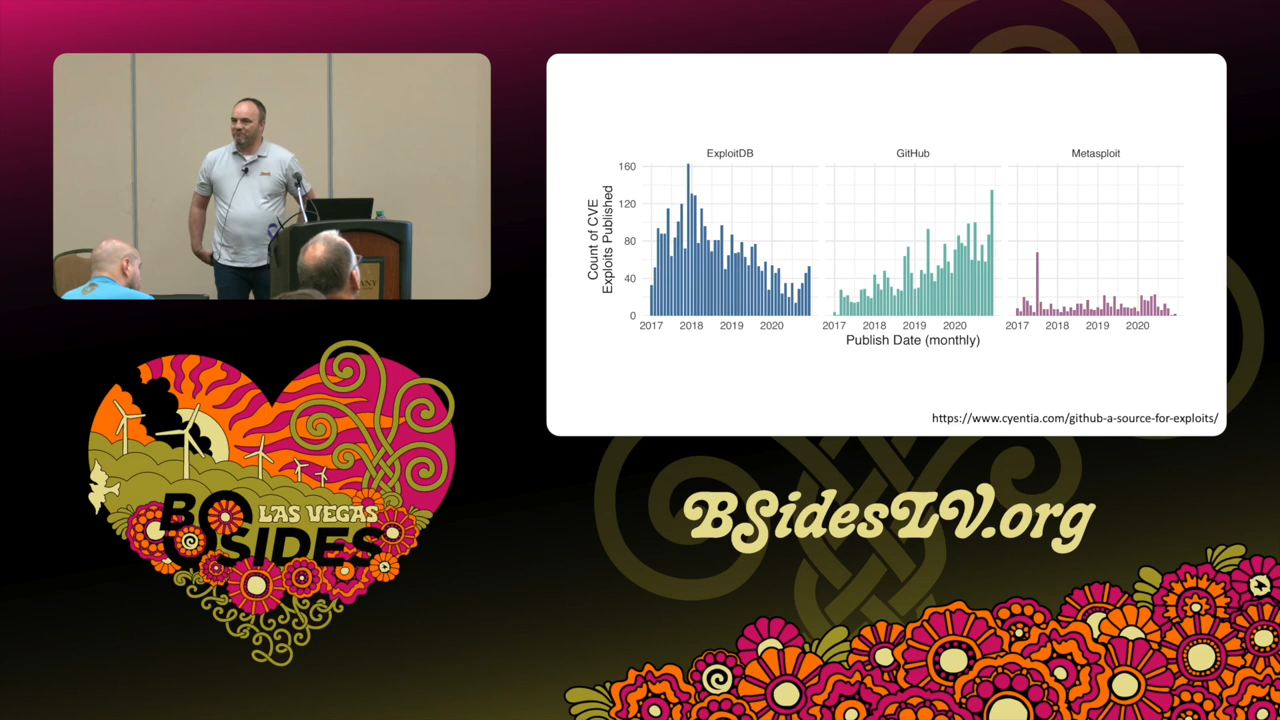 ExploitDB
GitHub
Metasploit
160
120
80
40
0
Count of CVE
Exploits Published
2017 2018 2019 2020
2017 2018 2019 2020
2017 2018 2019 2020
Publish Date (monthly)
https://www.cyentia.com/github-a-source-for-exploits/
LAS VEGAS
BSIDES
BSidesLV.org